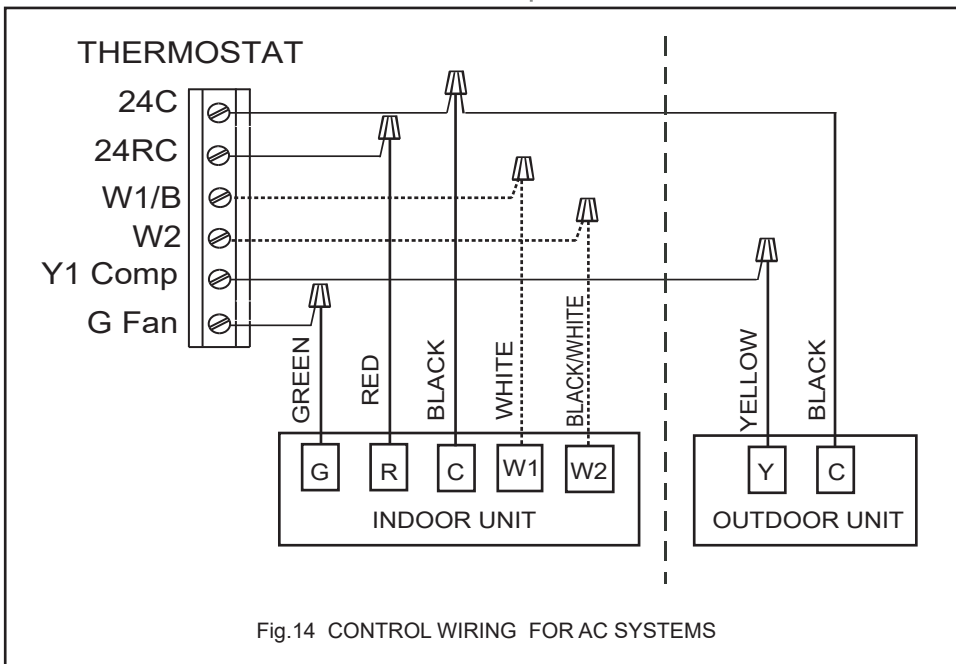 THERMOSTAT
24C
24RC
W1/B
W2
Y1 Comp
G Fan
GREEN
RED
BLACK
WHITE
BLACK/WHITE
YELLOW
BLACK
G R C W1 W2
Y C
INDOOR UNIT
OUTDOOR UNIT
Fig.14 CONTROL WIRING FOR AC SYSTEMS